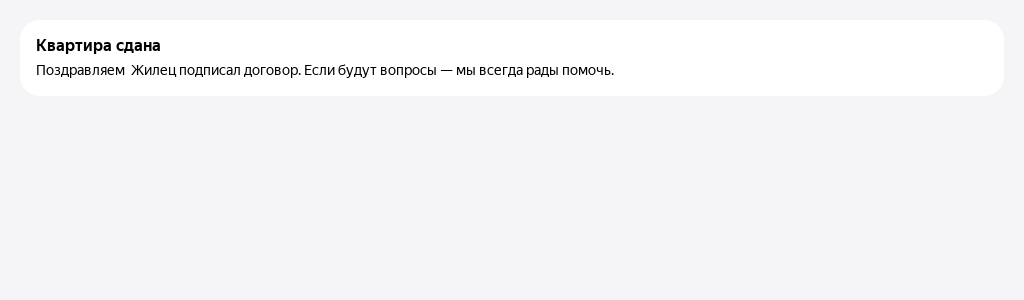 Квартира сдана
Поздравляем  Жилец подписал договор. Если будут вопросы — мы всегда рады помочь.